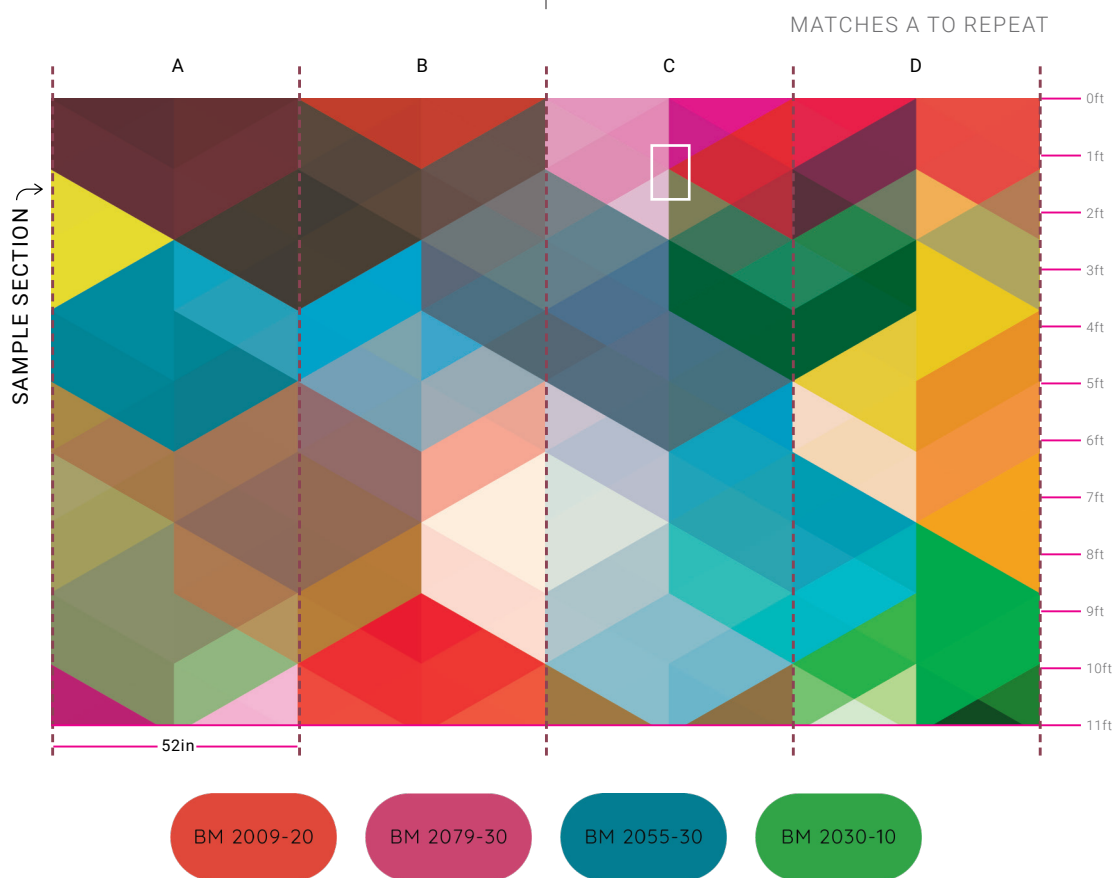 MATCHES A TO REPEAT
A
B
C
D
SAMPLE SECTION
0ft
1ft
2ft
3ft
4ft
5ft
6ft
7ft
8ft
9ft
10ft
11ft
52in
BM 2009-20
BM 2079-30
BM 2055-30
BM 2030-10